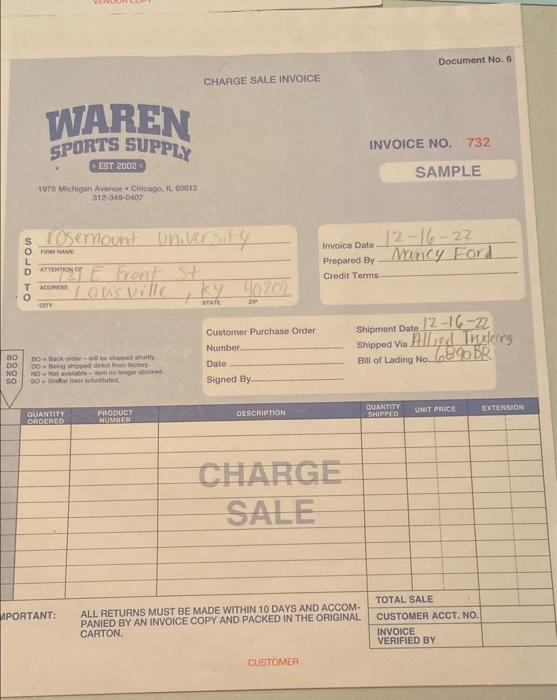 VENDOR COPY
Document No. 6
CHARGE SALE INVOICE
WAREN
SPORTS SUPPLY
EST. 2002
INVOICE NO. 732
SAMPLE
1978 Michigan Avenue • Chicago, IL 60612
312-349-0407
SOLD TO
rosemount university
FIRM NAME
ATTENTION OF
121 E Front St
ADDRESS
Louisville, Ky 40202
CITY STATE ZIP
Invoice Date 12-16-22
Prepared By Nancy Ford
Credit Terms
Customer Purchase Order
Number
Date
Signed By
Shipment Date 12-16-22
Shipped Via Allied
Bill of Lading No. 6890BR
BO BO = Back order - will be shipped shortly
DO DO = Being shipped direct from factory.
NO NO = Not available - item no longer stocked.
SO SO = Similar item substituted.
QUANTITY ORDERED PRODUCT NUMBER DESCRIPTION QUANTITY SHIPPED UNIT PRICE EXTENSION
CHARGE
SALE
MPORTANT: ALL RETURNS MUST BE MADE WITHIN 10 DAYS AND ACCOM-
PANIED BY AN INVOICE COPY AND PACKED IN THE ORIGINAL
CARTON.
TOTAL SALE
CUSTOMER ACCT. NO.
INVOICE
VERIFIED BY
CUSTOMER